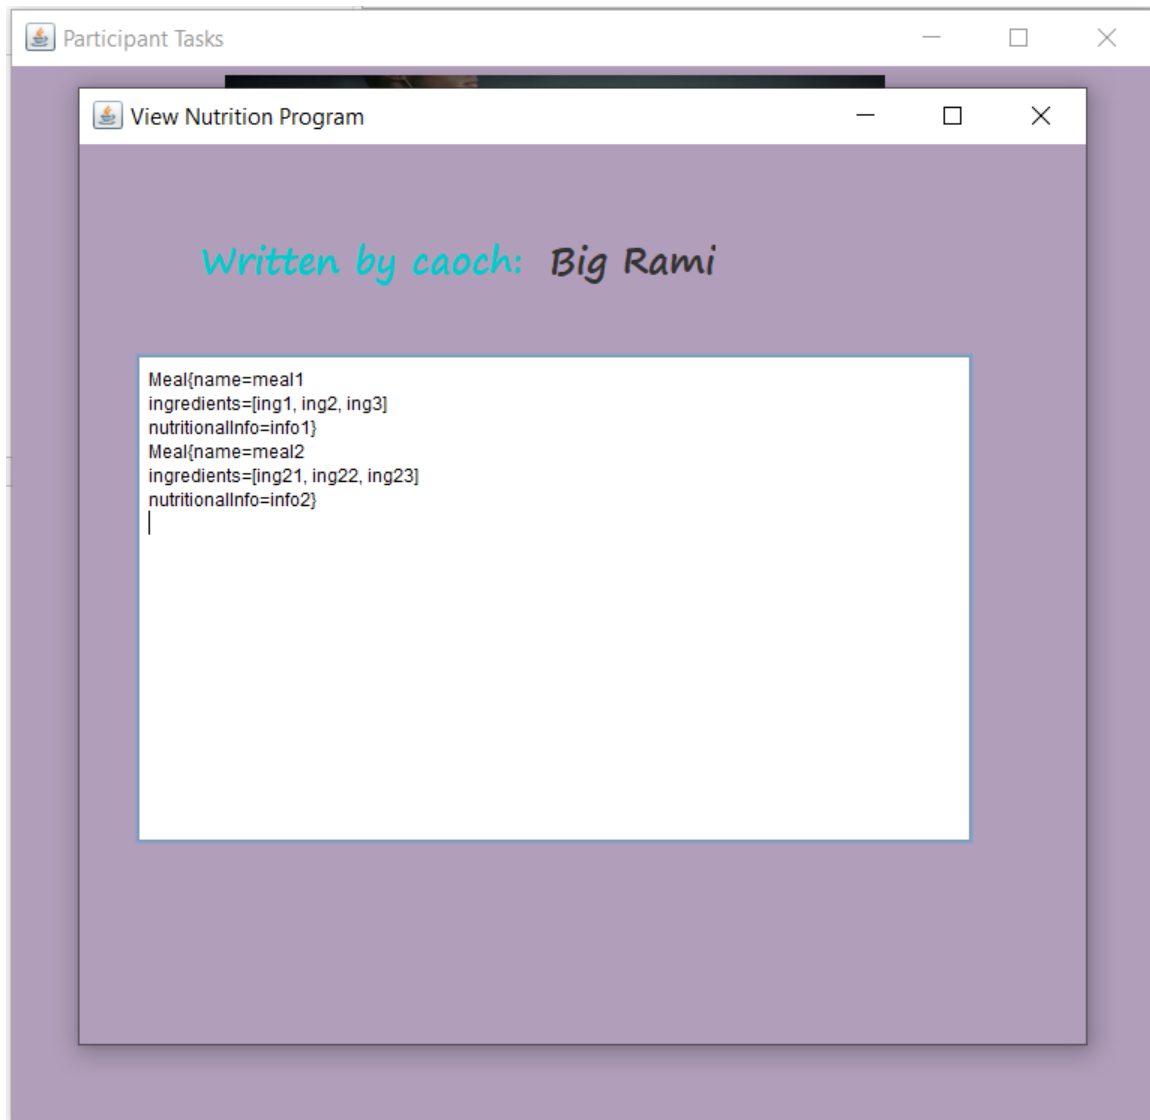 Participant Tasks
View Nutrition Program
Written by caoch: Big Rami
Meal{name=meal1
ingredients=[ing1, ing2, ing3]
nutritionalInfo=info1}
Meal{name=meal2
ingredients=[ing21, ing22, ing23]
nutritionalInfo=info2}